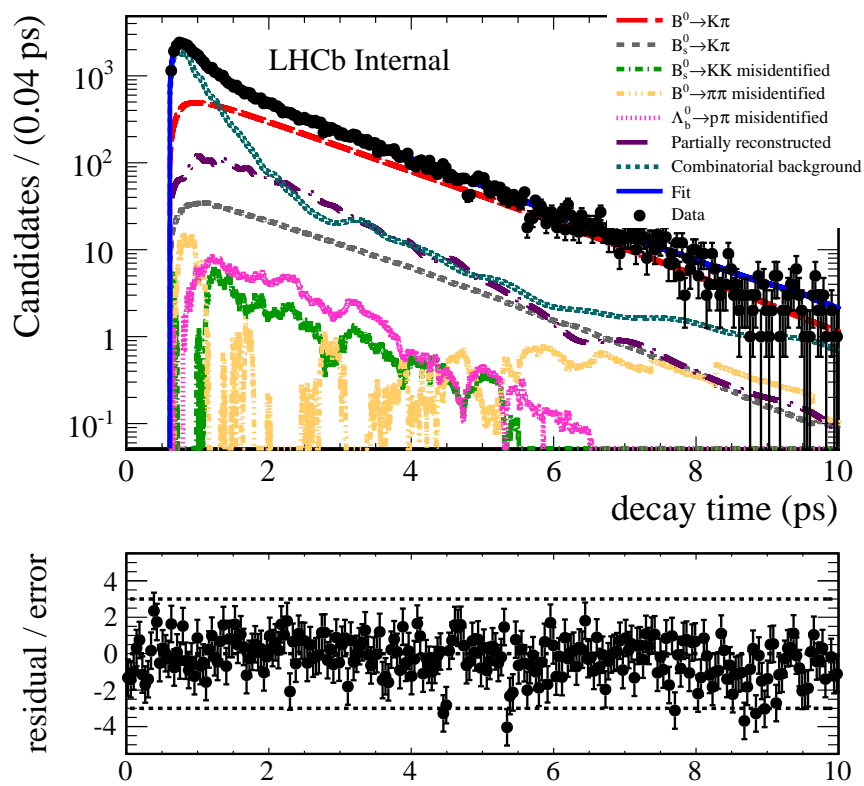 Candidates / (0.04 ps)
10³
10²
10
1
10⁻¹
LHCb Internal
B⁰→Kπ
B⁰ₛ→Kπ
B⁰ₛ→KK misidentified
B⁰→ππ misidentified
Λ⁰_b→pπ misidentified
Partially reconstructed
Combinatorial background
Fit
Data
0 2 4 6 8 10
decay time (ps)
residual / error
4
2
0
-2
-4
0 2 4 6 8 10